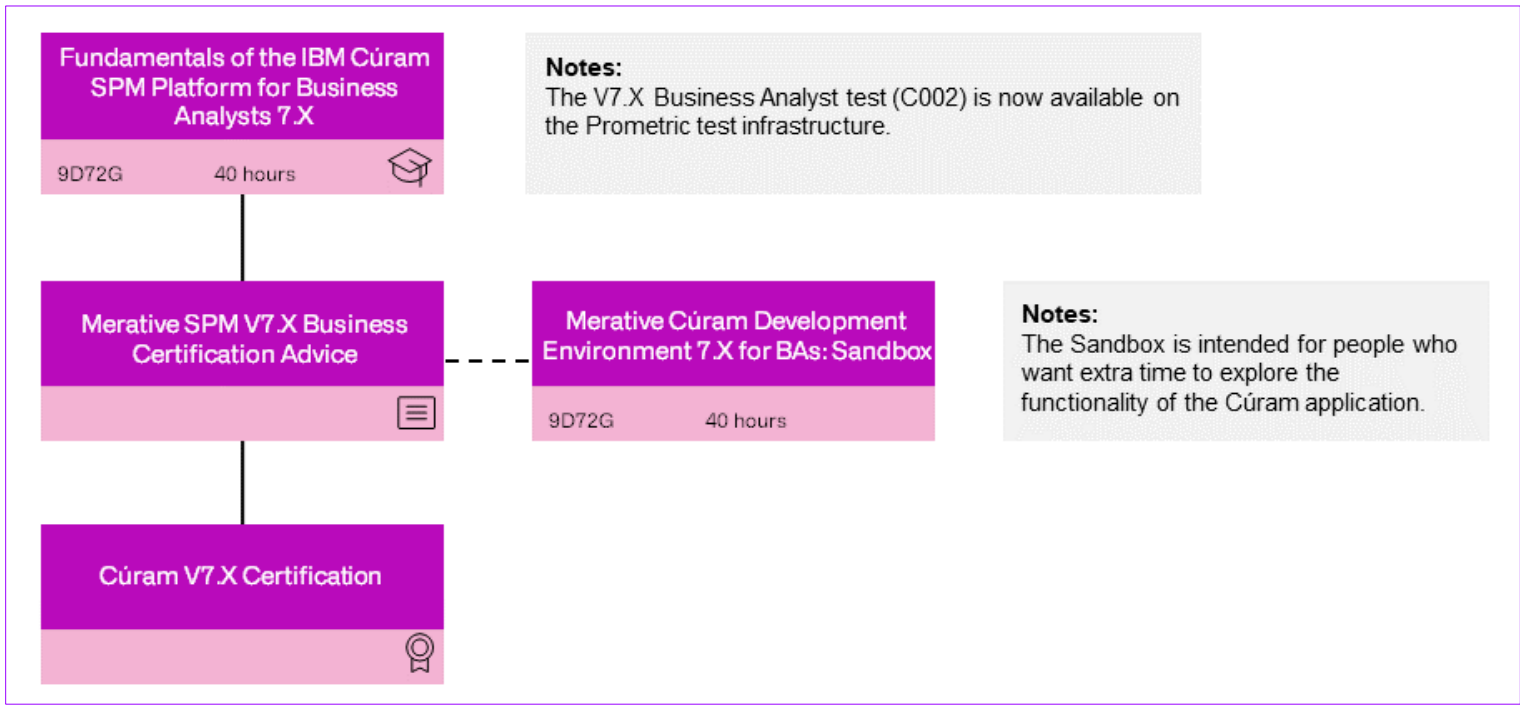 Fundamentals of the IBM Cúram
SPM Platform for Business
Analysts 7.X
9D72G 40 hours
Notes:
The V7.X Business Analyst test (C002) is now available on
the Prometric test infrastructure.
Merative SPM V7.X Business
Certification Advice
Merative Cúram Development
Environment 7.X for BAs: Sandbox
9D72G 40 hours
Notes:
The Sandbox is intended for people who
want extra time to explore the
functionality of the Cúram application.
Cúram V7.X Certification